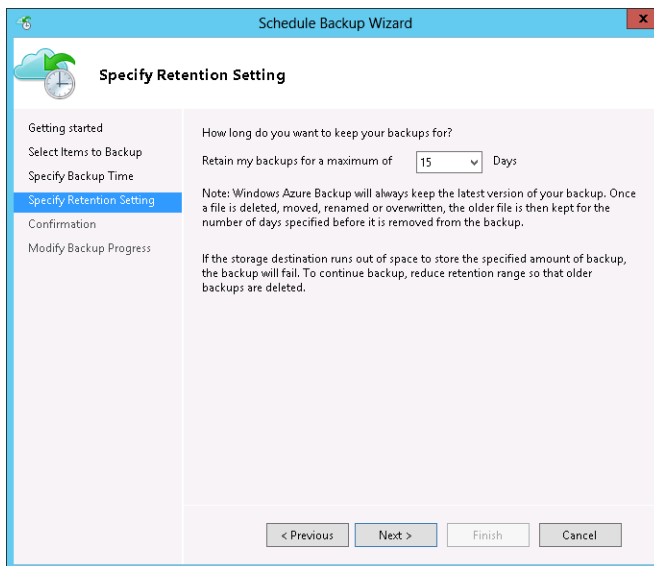 Schedule Backup Wizard
x
Specify Retention Setting
Getting started
Select Items to Backup
Specify Backup Time
Specify Retention Setting
Confirmation
Modify Backup Progress
How long do you want to keep your backups for?
Retain my backups for a maximum of 15 Days
Note: Windows Azure Backup will always keep the latest version of your backup. Once
a file is deleted, moved, renamed or overwritten, the older file is then kept for the
number of days specified before it is removed from the backup.
If the storage destination runs out of space to store the specified amount of backup,
the backup will fail. To continue backup, reduce retention range so that older
backups are deleted.
< Previous Next > Finish Cancel